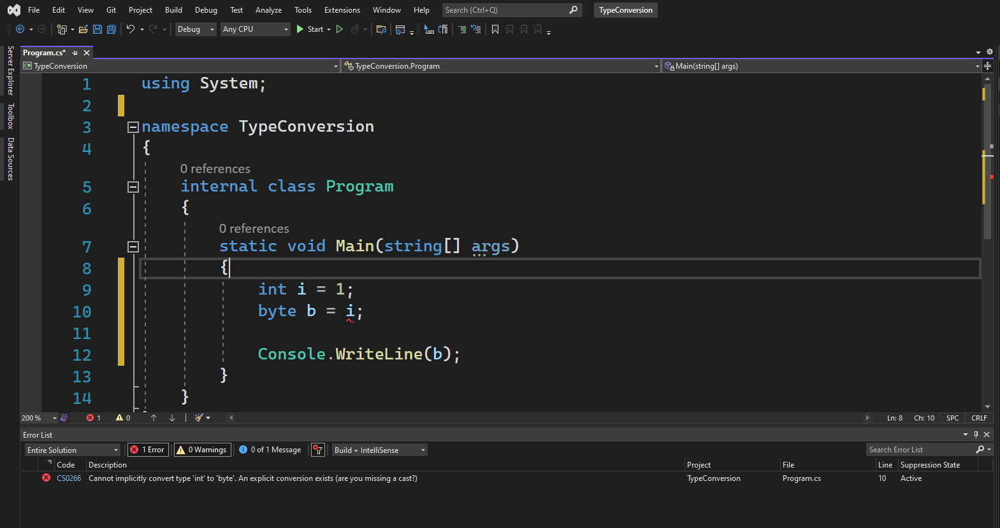 File Edit View Git Project Build Debug Test Analyze Tools Extensions Window Help Search (Ctrl+Q) TypeConversion
Debug Any CPU Start
Server Explorer
Toolbox
Data Sources
Program.cs*
C# TypeConversion TypeConversion.Program Main(string[] args)
1 using System;
2
3 namespace TypeConversion
4 {
0 references
5 internal class Program
6 {
0 references
7 static void Main(string[] args)
8 {
9 int i = 1;
10 byte b = i;
11
12 Console.WriteLine(b);
13 }
14 }
200 % 1 0 Ln: 8 Ch: 10 SPC CRLF
Error List
Entire Solution 1 Error 0 Warnings 0 of 1 Message Build + IntelliSense Search Error List
Code Description Project File Line Suppression State
CS0266 Cannot implicitly convert type 'int' to 'byte'. An explicit conversion exists (are you missing a cast?) TypeConversion Program.cs 10 Active